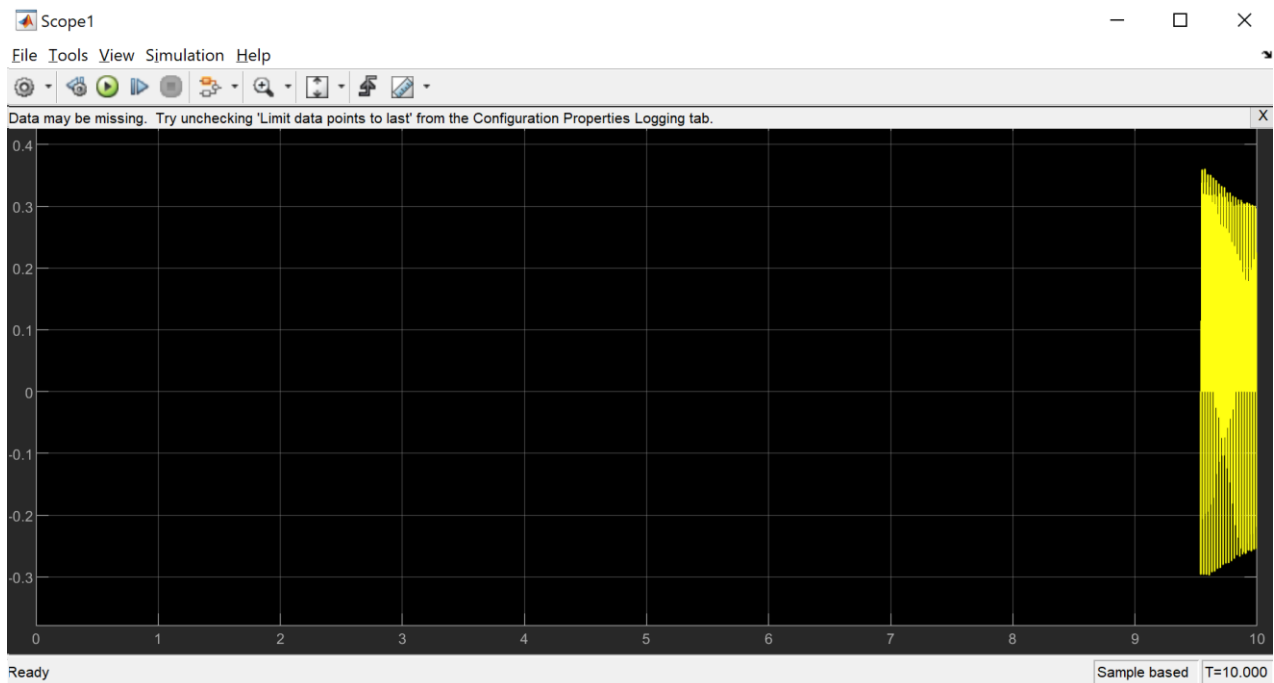 Scope1
File Tools View Simulation Help
Data may be missing. Try unchecking 'Limit data points to last' from the Configuration Properties Logging tab. X
0.4
0.3
0.2
0.1
0
-0.1
-0.2
-0.3
0 1 2 3 4 5 6 7 8 9 10
Ready Sample based T=10.000